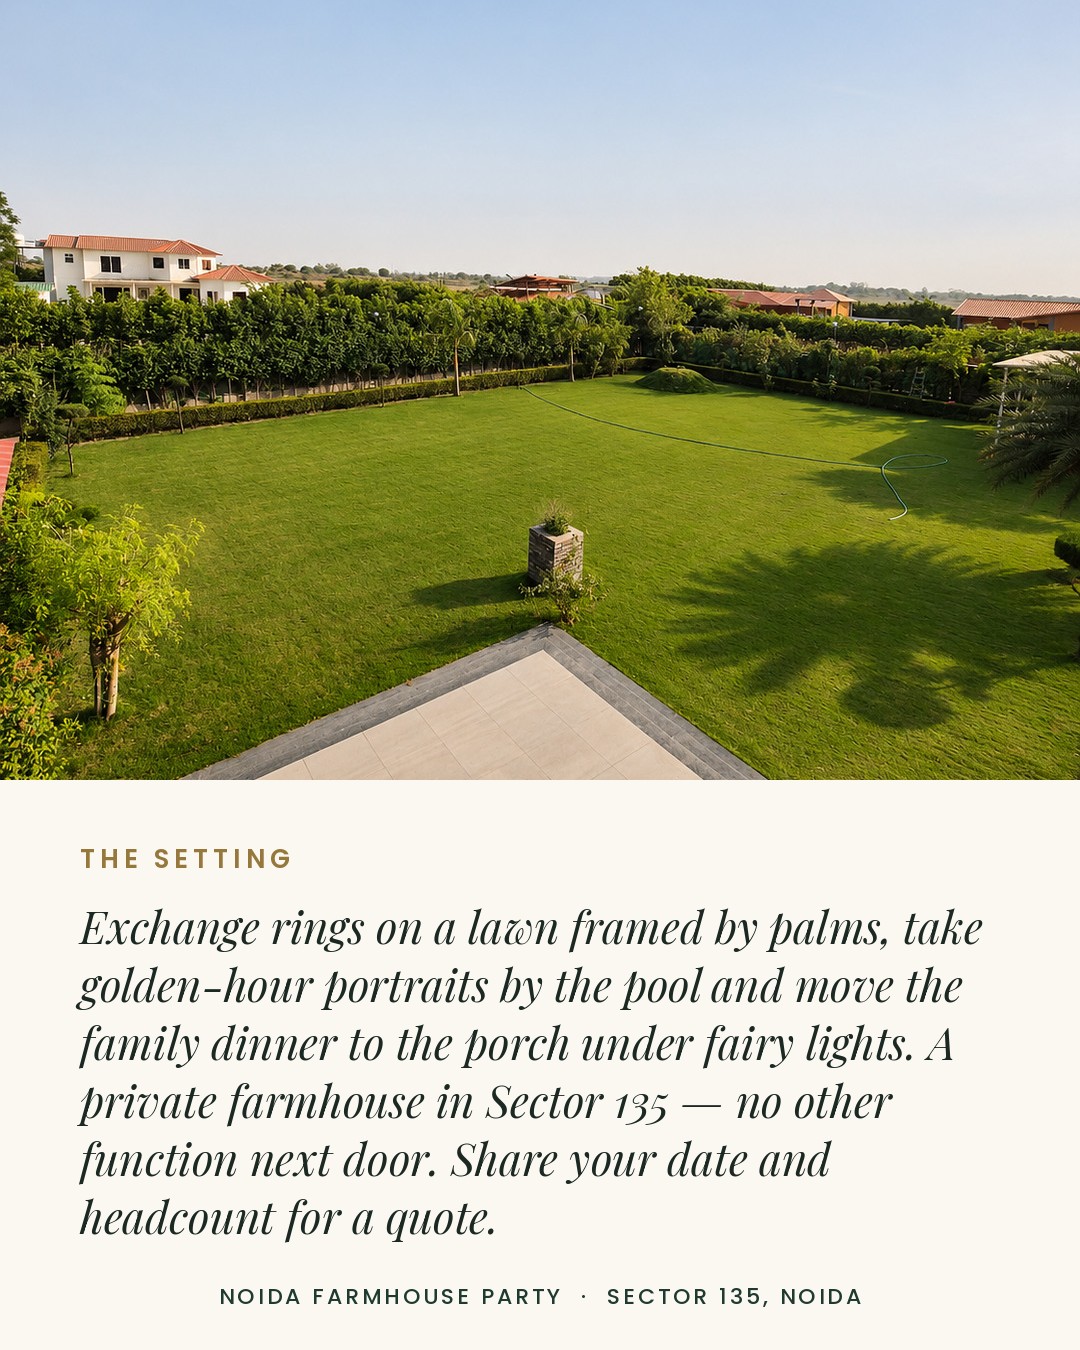 THE SETTING
Exchange rings on a lawn framed by palms, take
golden-hour portraits by the pool and move the
family dinner to the porch under fairy lights. A
private farmhouse in Sector 135 — no other
function next door. Share your date and
headcount for a quote.
NOIDA FARMHOUSE PARTY · SECTOR 135, NOIDA